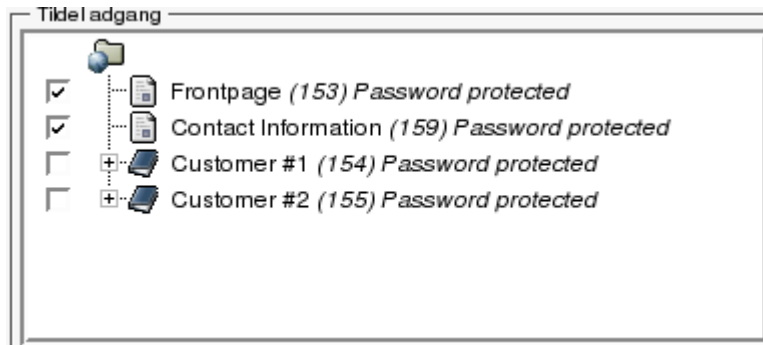 Tildel adgang
Frontpage (153) Password protected
Contact Information (159) Password protected
Customer #1 (154) Password protected
Customer #2 (155) Password protected